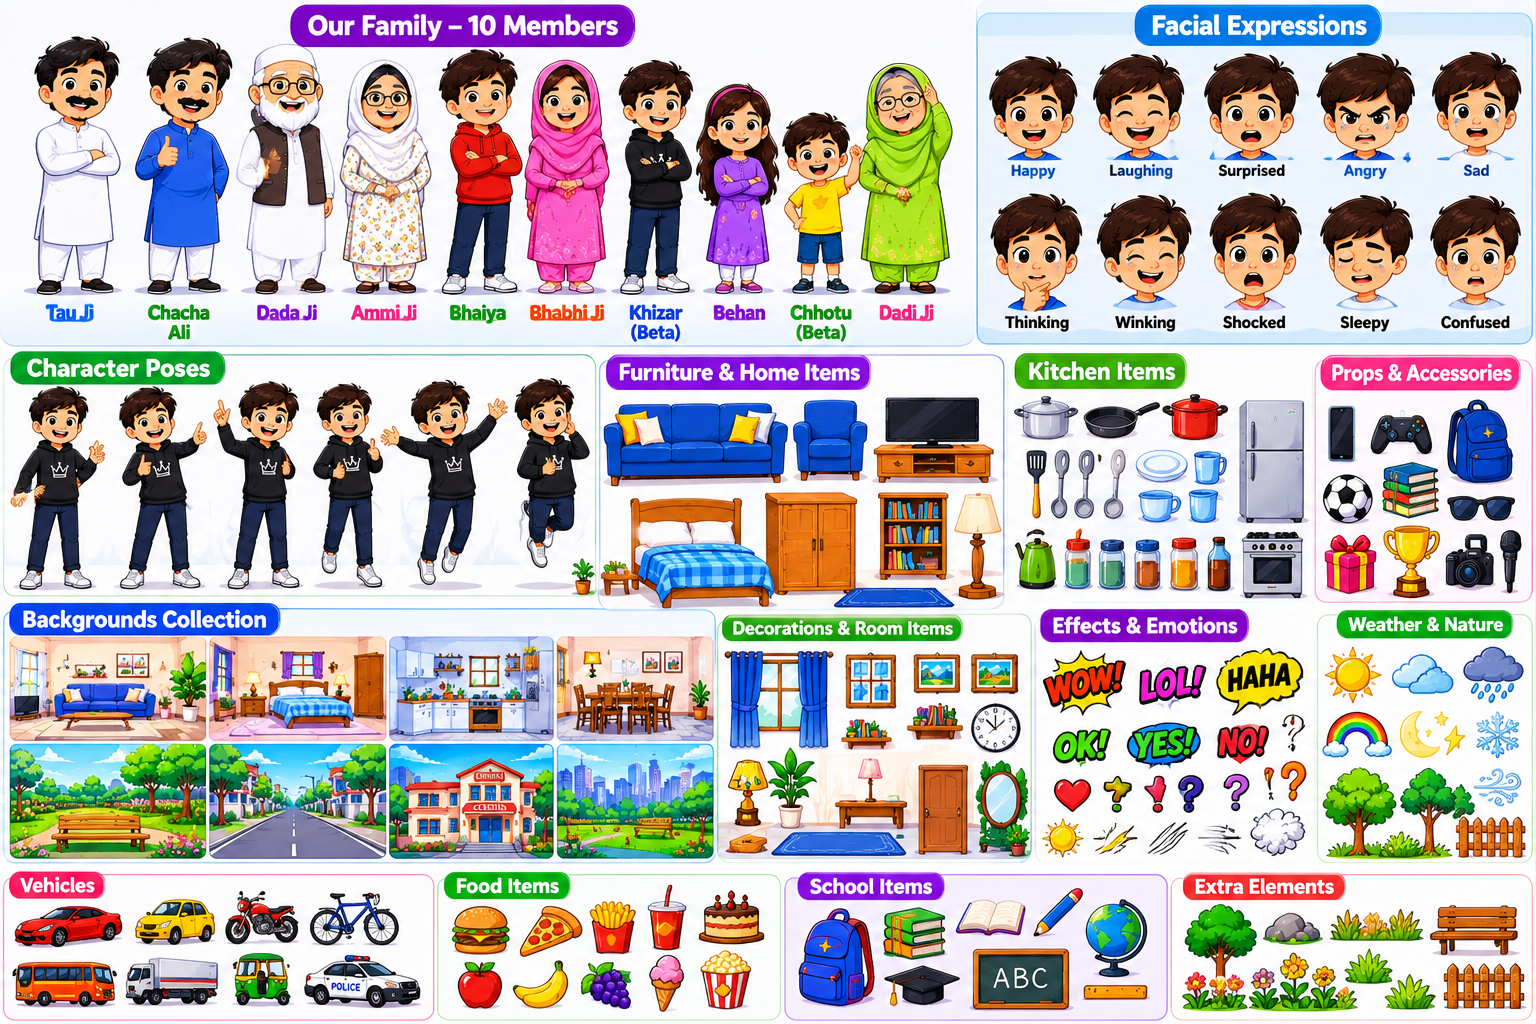 Our Family – 10 Members
Tau Ji
Chacha
Ali
Dada Ji
Ammi Ji
Bhaiya
Bhabhi Ji
Khizar
(Beta)
Behan
Chhotu
(Beta)
Dadi Ji
Facial Expressions
Happy
Laughing
Surprised
Angry
Sad
Thinking
Winking
Shocked
Sleepy
Confused
Character Poses
Furniture & Home Items
Kitchen Items
Props & Accessories
Backgrounds Collection
Decorations & Room Items
Effects & Emotions
WOW!
LOL!
HAHA
OK!
YES!
NO!
?
?
?
?
Weather & Nature
Vehicles
POLICE
Food Items
School Items
ABC
Extra Elements